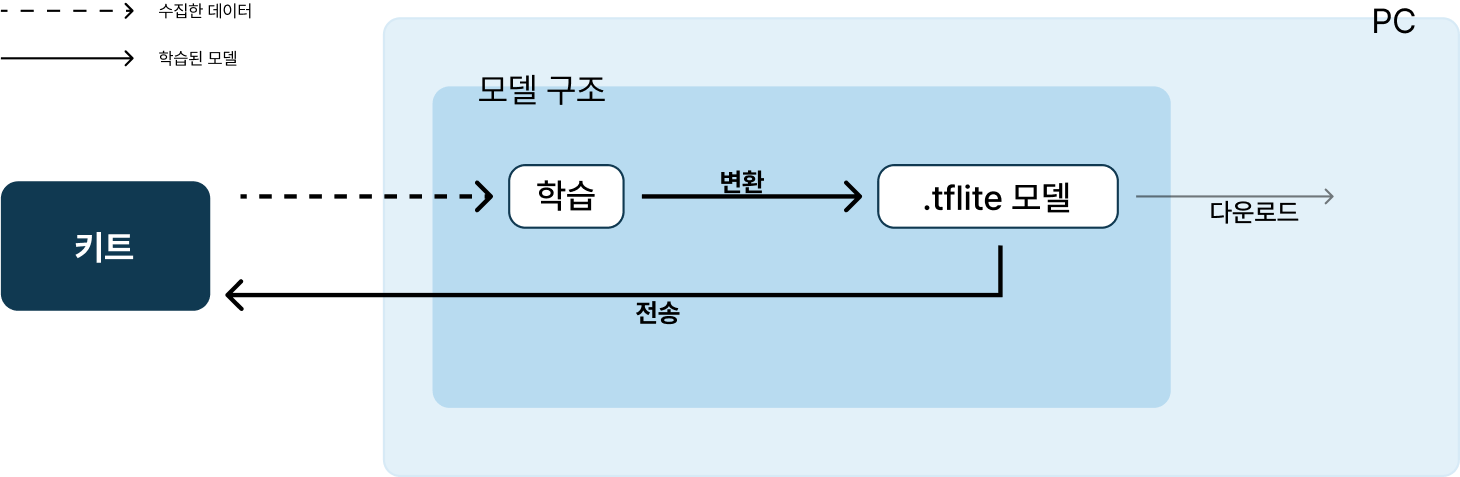 수집한 데이터
학습된 모델
PC
모델 구조
학습
변환
.tflite 모델
다운로드
키트
전송